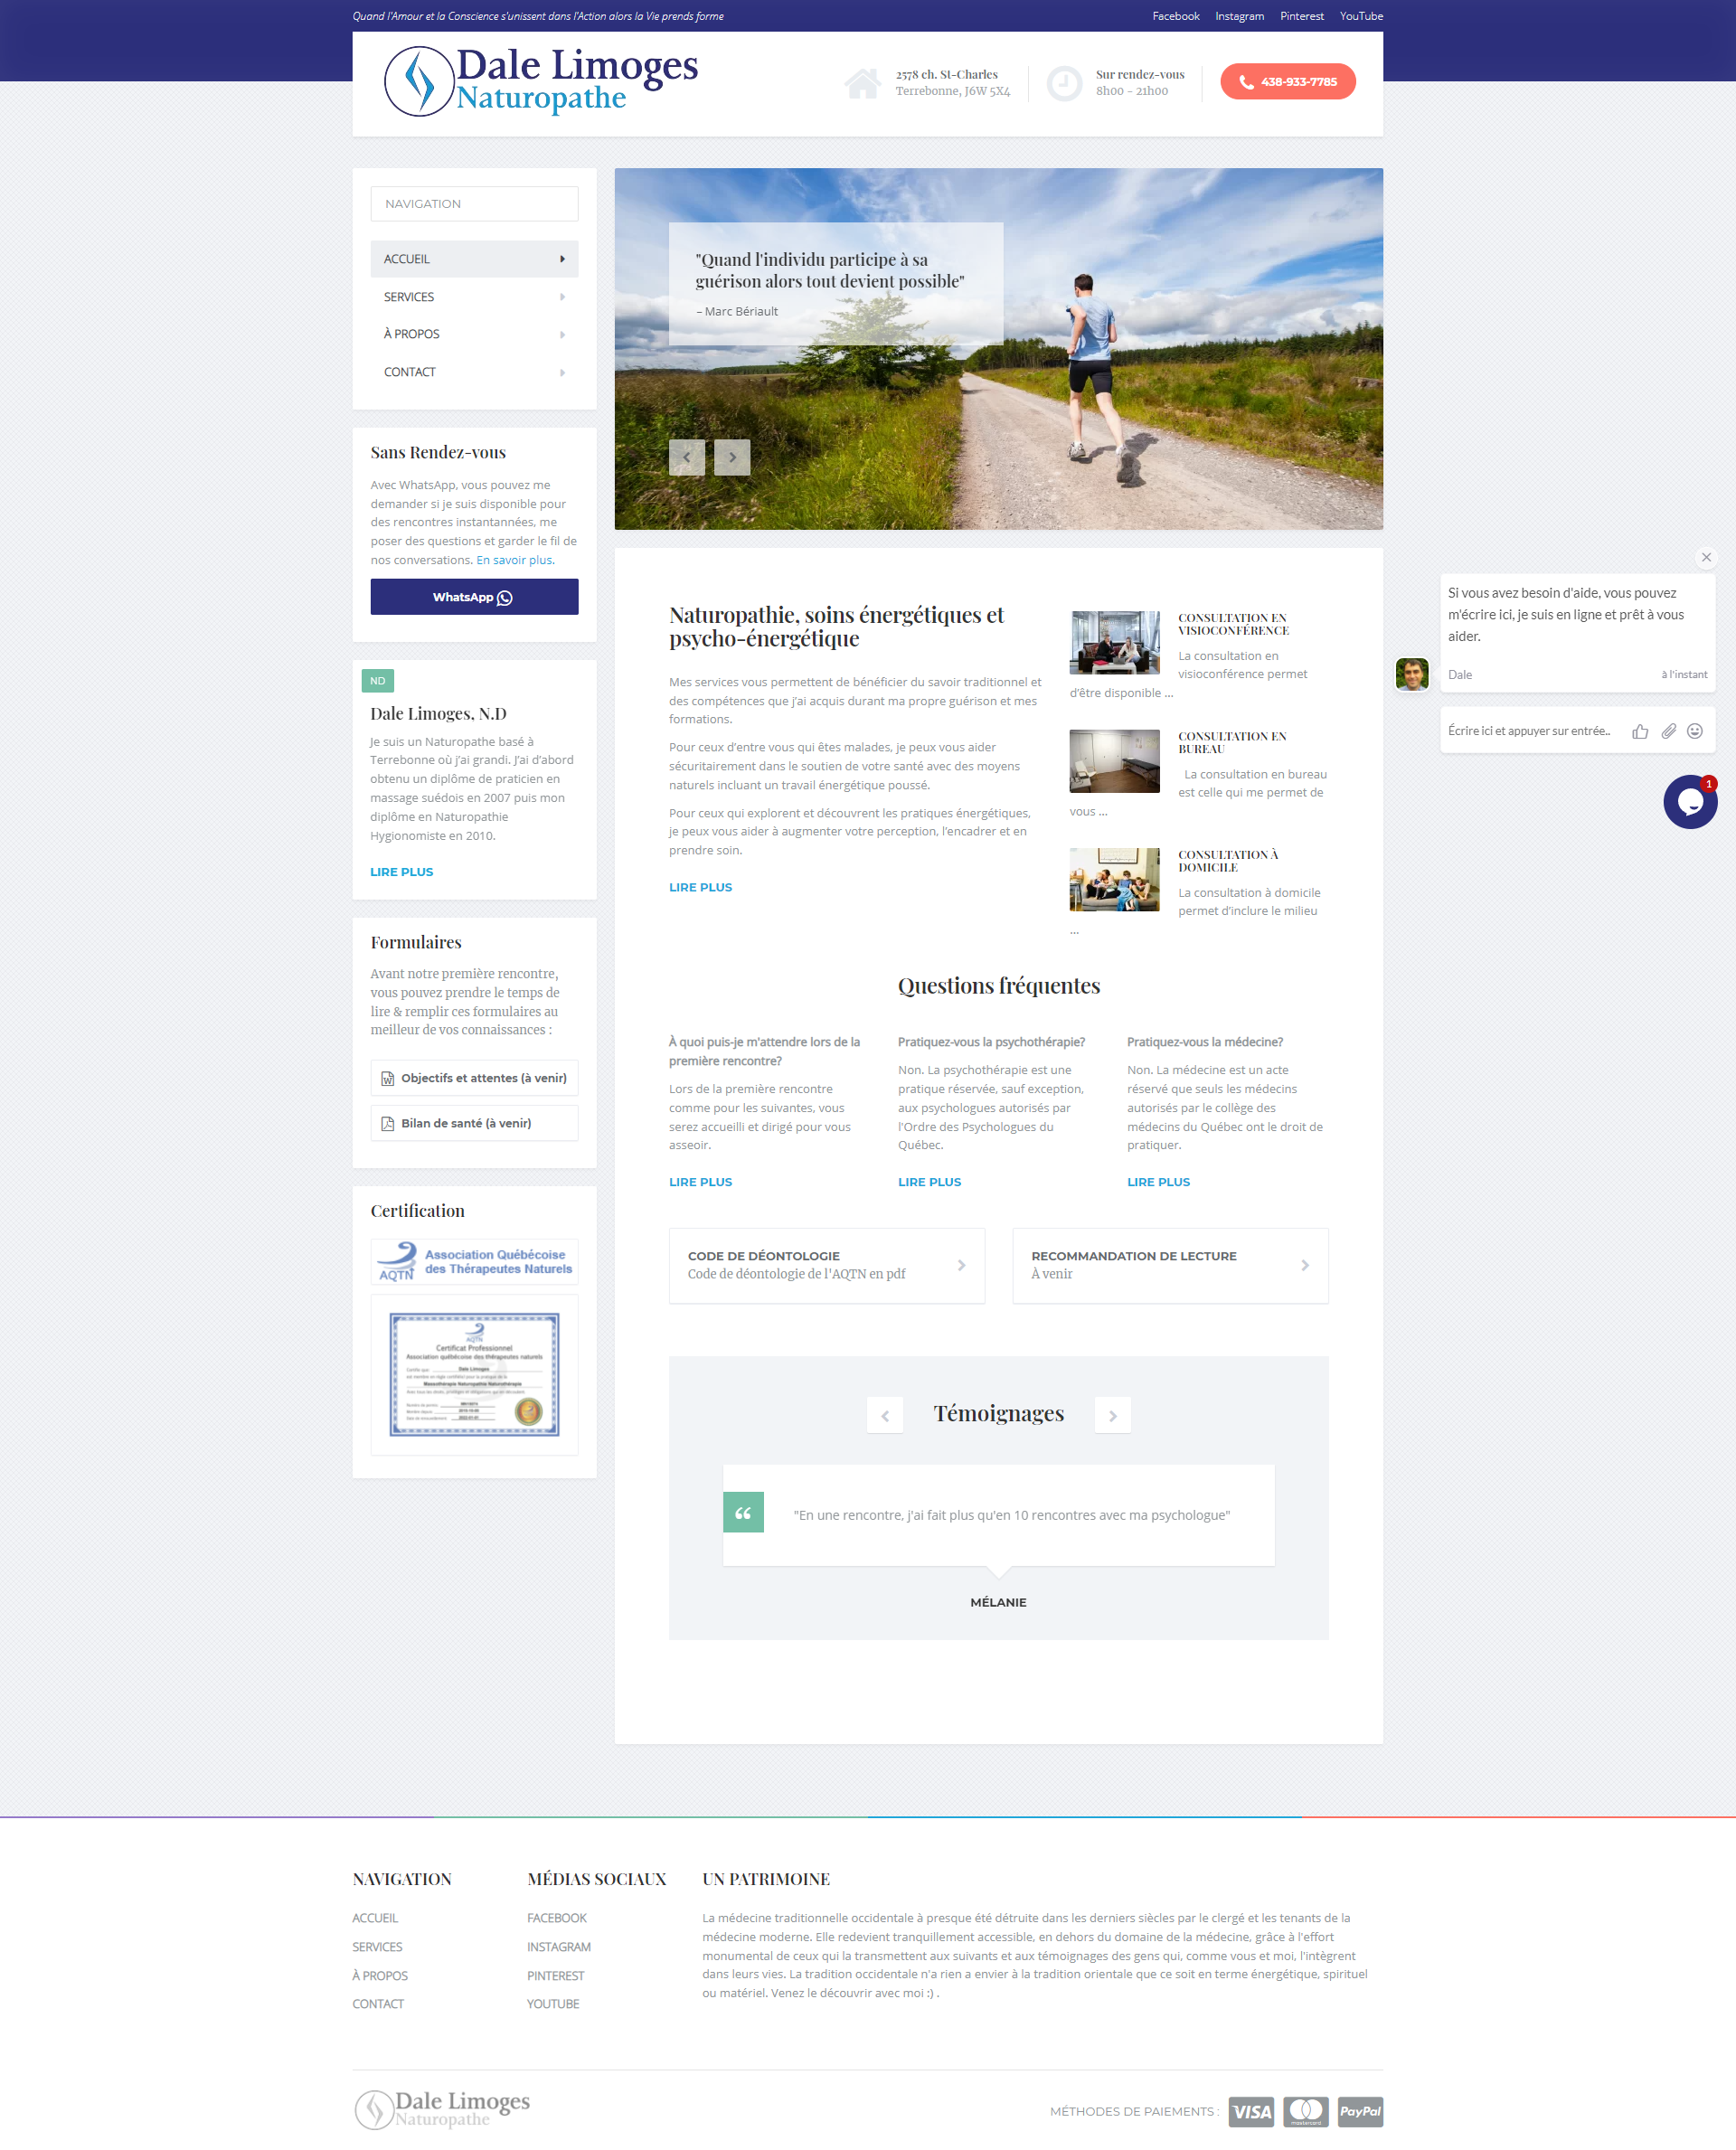 Quand l'Amour et la Conscience s'unissent dans l'Action alors la Vie prends forme
Facebook Instagram Pinterest YouTube
Dale Limoges
Naturopathe
2578 ch. St-Charles
Terrebonne, J6W 5X4
Sur rendez-vous
8h00 - 21h00
438-933-7785
NAVIGATION
ACCUEIL
SERVICES
À PROPOS
CONTACT
"Quand l'individu participe à sa
guérison alors tout devient possible"
– Marc Bériault
Sans Rendez-vous
Avec WhatsApp, vous pouvez me
demander si je suis disponible pour
des rencontres instantannées, me
poser des questions et garder le fil de
nos conversations. En savoir plus.
WhatsApp
ND
Dale Limoges, N.D
Je suis un Naturopathe basé à
Terrebonne où j'ai grandi. J'ai d'abord
obtenu un diplôme de praticien en
massage suédois en 2007 puis mon
diplôme en Naturopathie
Hygionomiste en 2010.
LIRE PLUS
Formulaires
Avant notre première rencontre,
vous pouvez prendre le temps de
lire & remplir ces formulaires au
meilleur de vos connaissances :
Objectifs et attentes (à venir)
Bilan de santé (à venir)
Certification
AQTN
Association Québécoise
des Thérapeutes Naturels
AQTN
Certificat Professionnel
Association québécoise des thérapeutes naturels
Dale Limoges
Naturopathie, soins énergétiques et
psycho-énergétique
Mes services vous permettent de bénéficier du savoir traditionnel et
des compétences que j'ai acquis durant ma propre guérison et mes
formations.
Pour ceux d'entre vous qui êtes malades, je peux vous aider
sécuritairement dans le soutien de votre santé avec des moyens
naturels incluant un travail énergétique poussé.
Pour ceux qui explorent et découvrent les pratiques énergétiques,
je peux vous aider à augmenter votre perception, l'encadrer et en
prendre soin.
LIRE PLUS
CONSULTATION EN
VISIOCONFÉRENCE
La consultation en
visioconférence permet
d'être disponible ...
CONSULTATION EN
BUREAU
La consultation en bureau
est celle qui me permet de
vous ...
CONSULTATION À
DOMICILE
La consultation à domicile
permet d'inclure le milieu
...
Questions fréquentes
À quoi puis-je m'attendre lors de la
première rencontre?
Lors de la première rencontre
comme pour les suivantes, vous
serez accueilli et dirigé pour vous
asseoir.
LIRE PLUS
Pratiquez-vous la psychothérapie?
Non. La psychothérapie est une
pratique réservée, sauf exception,
aux psychologues autorisés par
l'Ordre des Psychologues du
Québec.
LIRE PLUS
Pratiquez-vous la médecine?
Non. La médecine est un acte
réservé que seuls les médecins
autorisés par le collège des
médecins du Québec ont le droit de
pratiquer.
LIRE PLUS
CODE DE DÉONTOLOGIE
Code de déontologie de l'AQTN en pdf
RECOMMANDATION DE LECTURE
À venir
Témoignages
"En une rencontre, j'ai fait plus qu'en 10 rencontres avec ma psychologue"
MÉLANIE
Si vous avez besoin d'aide, vous pouvez
m'écrire ici, je suis en ligne et prêt à vous
aider.
Dale
à l'instant
Écrire ici et appuyer sur entrée..
1
NAVIGATION
ACCUEIL
SERVICES
À PROPOS
CONTACT
MÉDIAS SOCIAUX
FACEBOOK
INSTAGRAM
PINTEREST
YOUTUBE
UN PATRIMOINE
La médecine traditionnelle occidentale à presque été détruite dans les derniers siècles par le clergé et les tenants de la
médecine moderne. Elle redevient tranquillement accessible, en dehors du domaine de la médecine, grâce à l'effort
monumental de ceux qui la transmettent aux suivants et aux témoignages des gens qui, comme vous et moi, l'intègrent
dans leurs vies. La tradition occidentale n'a rien a envier à la tradition orientale que ce soit en terme énergétique, spirituel
ou matériel. Venez le découvrir avec moi :) .
Dale Limoges
Naturopathe
MÉTHODES DE PAIEMENTS :
VISA
mastercard
PayPal